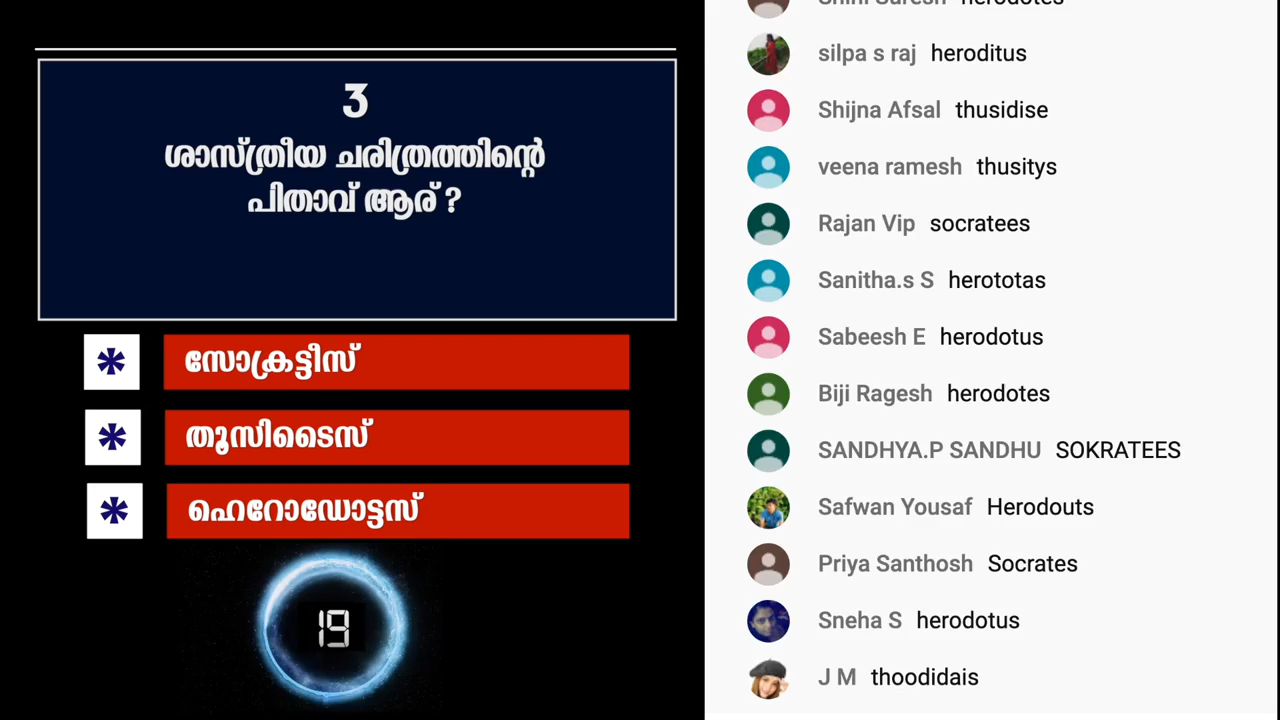 3
ശാസ്ത്രീയ ചരിത്രത്തിന്റെ
പിതാവ് ആര് ?
* സോക്രട്ടീസ്
* തൂസിഡൈസ്
* ഹെറോഡോട്ടസ്
19
silpa s raj heroditus
Shijna Afsal thusidise
veena ramesh thusitys
Rajan Vip socratees
Sanitha.s S herototas
Sabeesh E herodotus
Biji Ragesh herodotes
SANDHYA.P SANDHU SOKRATEES
Safwan Yousaf Herodouts
Priya Santhosh Socrates
Sneha S herodotus
J M thoodidais